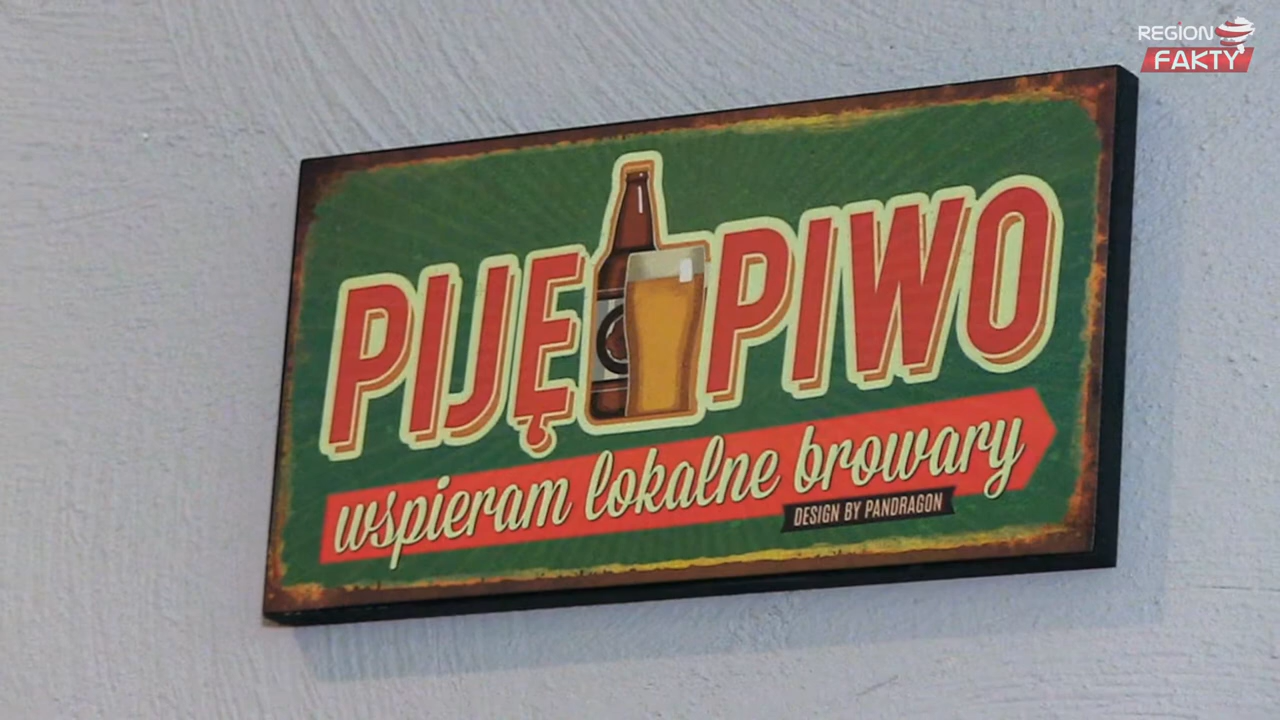 REGION
FAKTY
PIJĘ PIWO
wspieram lokalne browary
DESIGN BY PANDRAGON